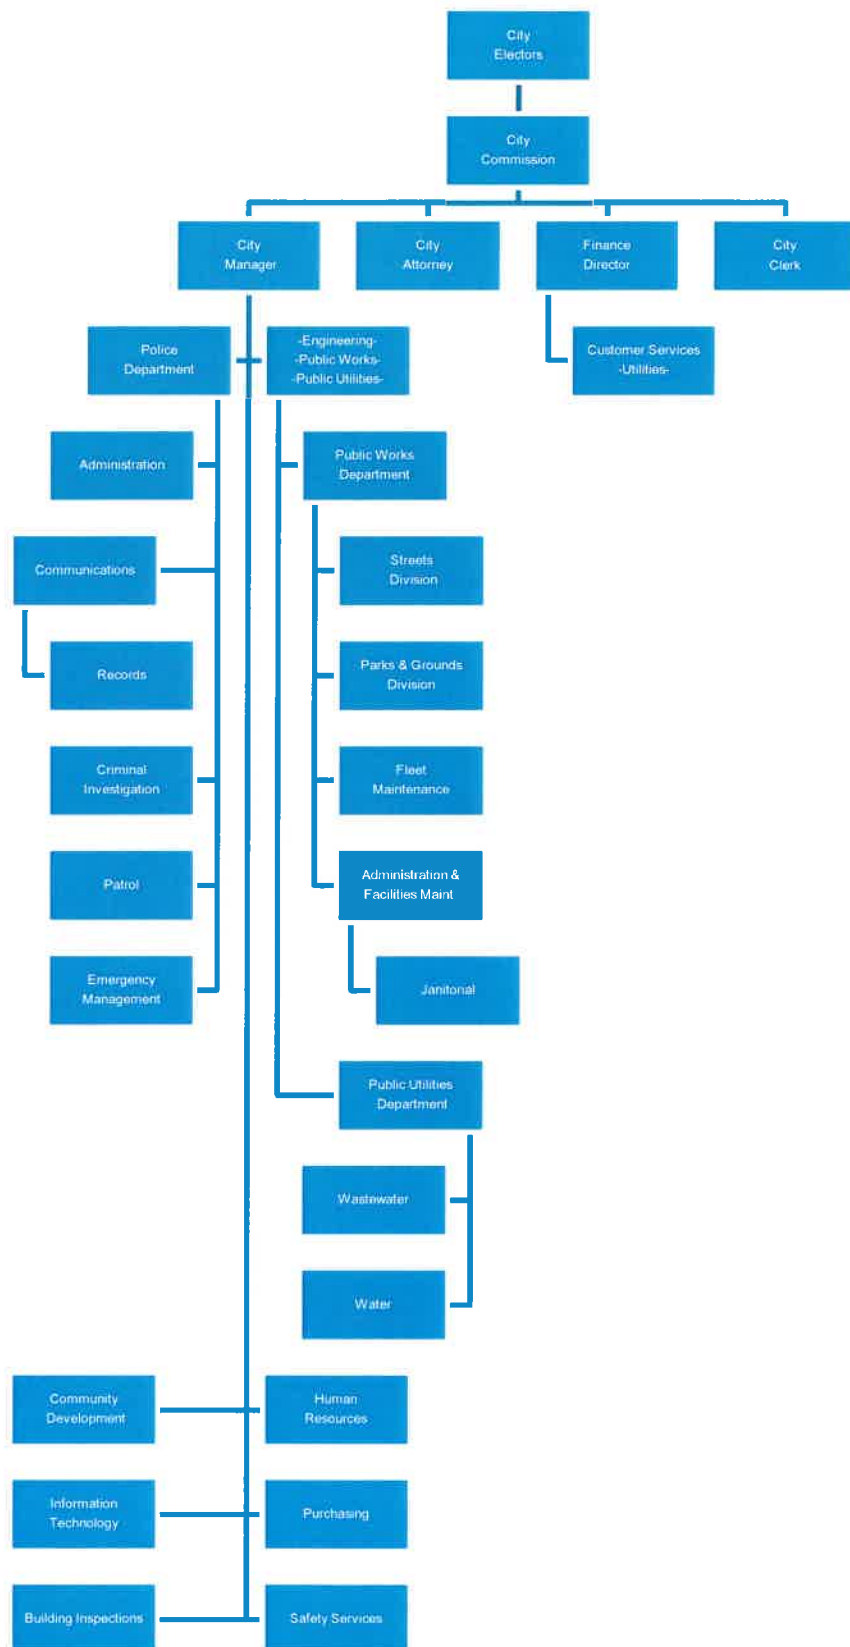 City
Electors
City
Commission
City
Manager
City
Attorney
Finance
Director
City
Clerk
Police
Department
-Engineering-
-Public Works-
-Public Utilities-
Customer Services
-Utilities-
Administration
Public Works
Department
Communications
Streets
Division
Records
Parks & Grounds
Division
Criminal
Investigation
Fleet
Maintenance
Patrol
Administration &
Facilities Maint
Emergency
Management
Janitorial
Public Utilities
Department
Wastewater
Water
Community
Development
Human
Resources
Information
Technology
Purchasing
Building Inspections
Safety Services